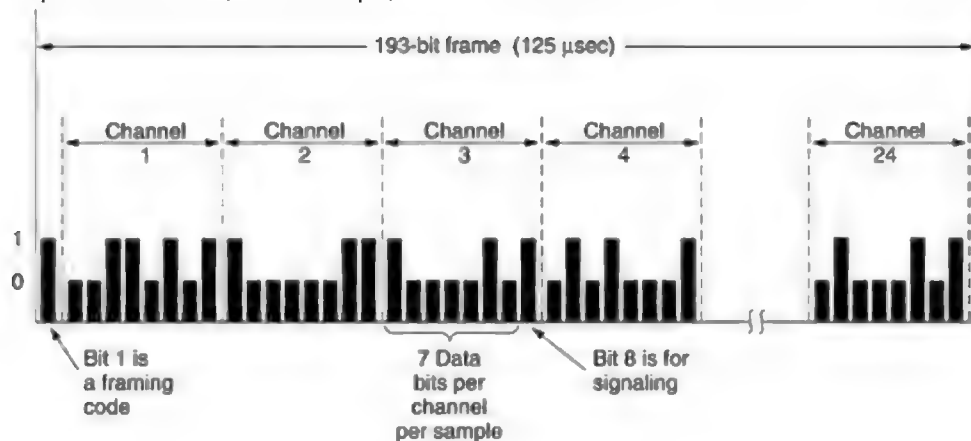 193-bit frame (125 μsec)
Channel 1
Channel 2
Channel 3
Channel 4
Channel 24
1
0
Bit 1 is
a framing
code
7 Data
bits per
channel
per sample
Bit 8 is for
signaling